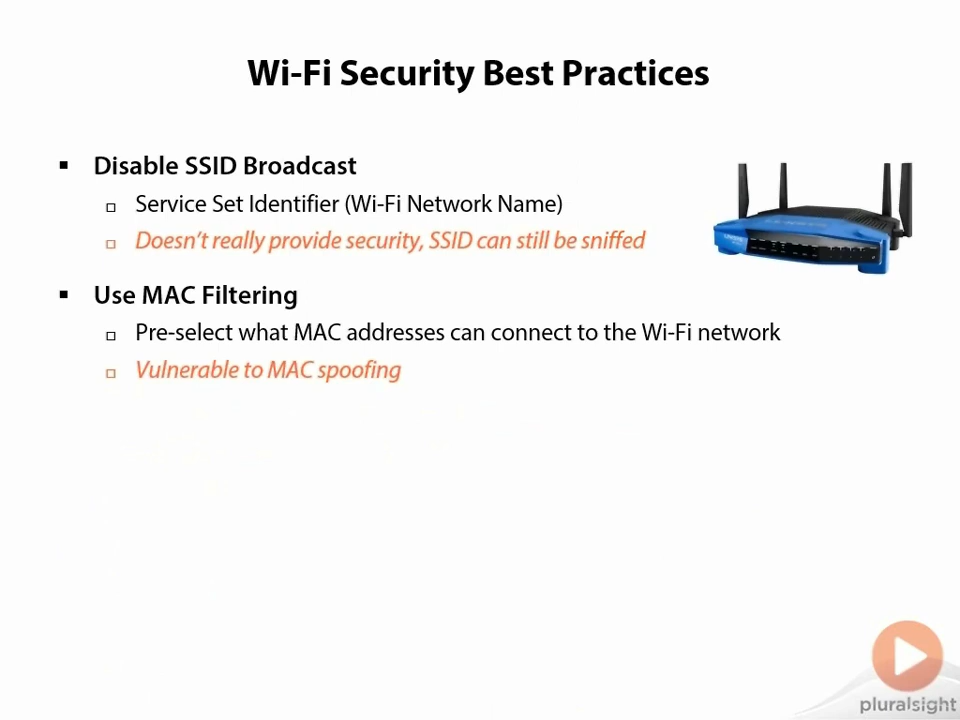 Wi-Fi Security Best Practices
▪ Disable SSID Broadcast
▫ Service Set Identifier (Wi-Fi Network Name)
▫ Doesn't really provide security, SSID can still be sniffed
▪ Use MAC Filtering
▫ Pre-select what MAC addresses can connect to the Wi-Fi network
▫ Vulnerable to MAC spoofing
pluralsight